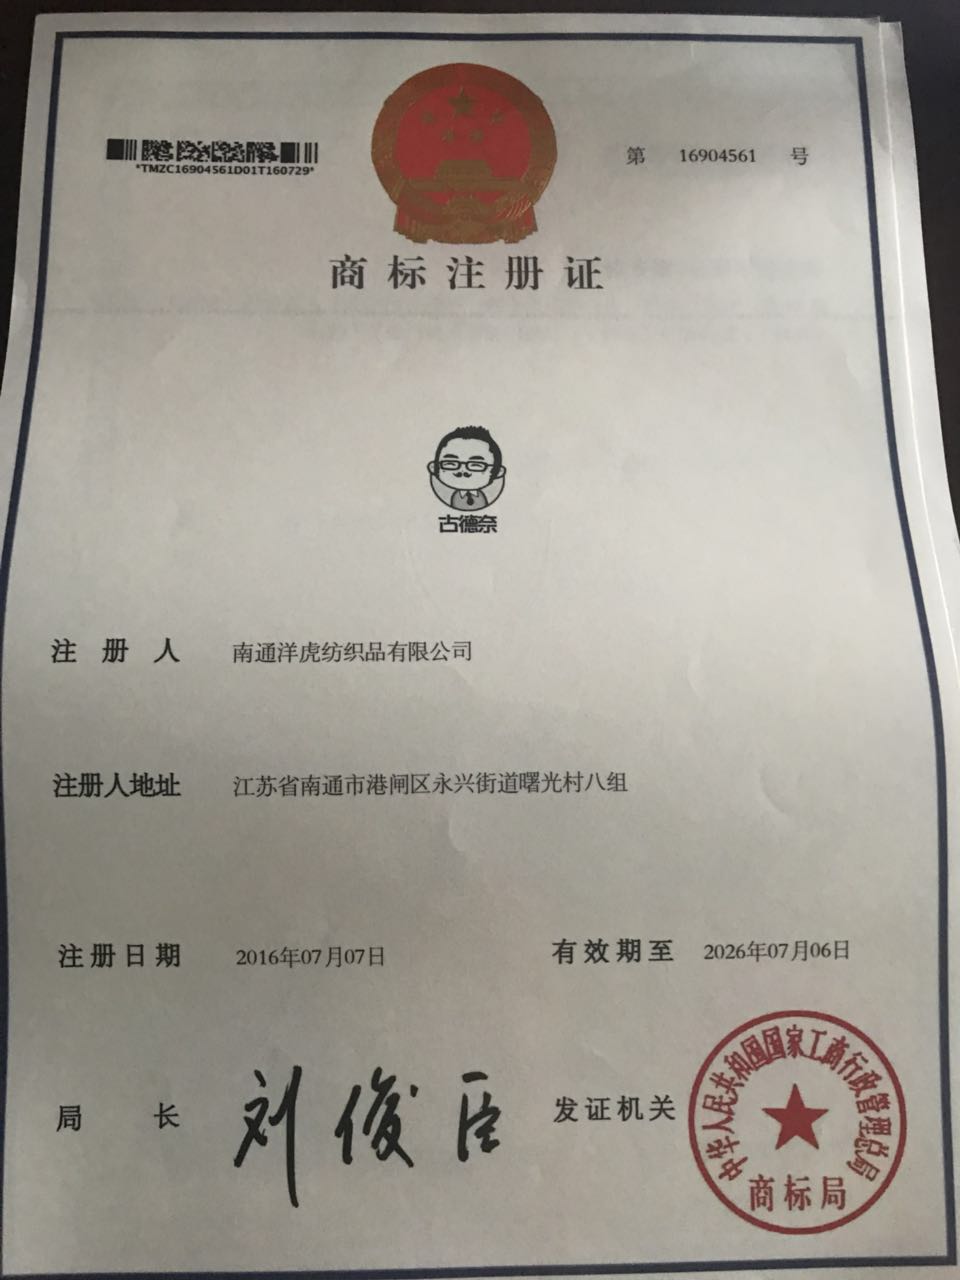 *TMZC16904561D01T160729*
第 16904561 号
商标注册证
古德奈
注册人 南通洋虎纺织品有限公司
注册人地址 江苏省南通市港闸区永兴街道曙光村八组
注册日期 2016年07月07日 有效期至 2026年07月06日
局长 刘俊臣 发证机关
中华人民共和国国家工商行政管理总局
商标局